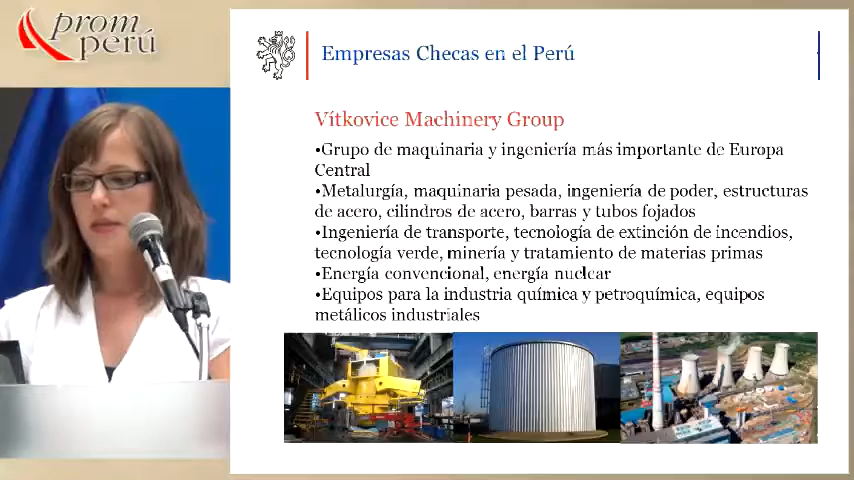 prom
perú
Empresas Checas en el Perú
Vítkovice Machinery Group
•Grupo de maquinaria y ingeniería más importante de Europa
Central
•Metalurgía, maquinaria pesada, ingeniería de poder, estructuras
de acero, cilindros de acero, barras y tubos fojados
•Ingeniería de transporte, tecnología de extinción de incendios,
tecnología verde, minería y tratamiento de materias primas
•Energía convencional, energía nuclear
•Equipos para la industria química y petroquímica, equipos
metálicos industriales